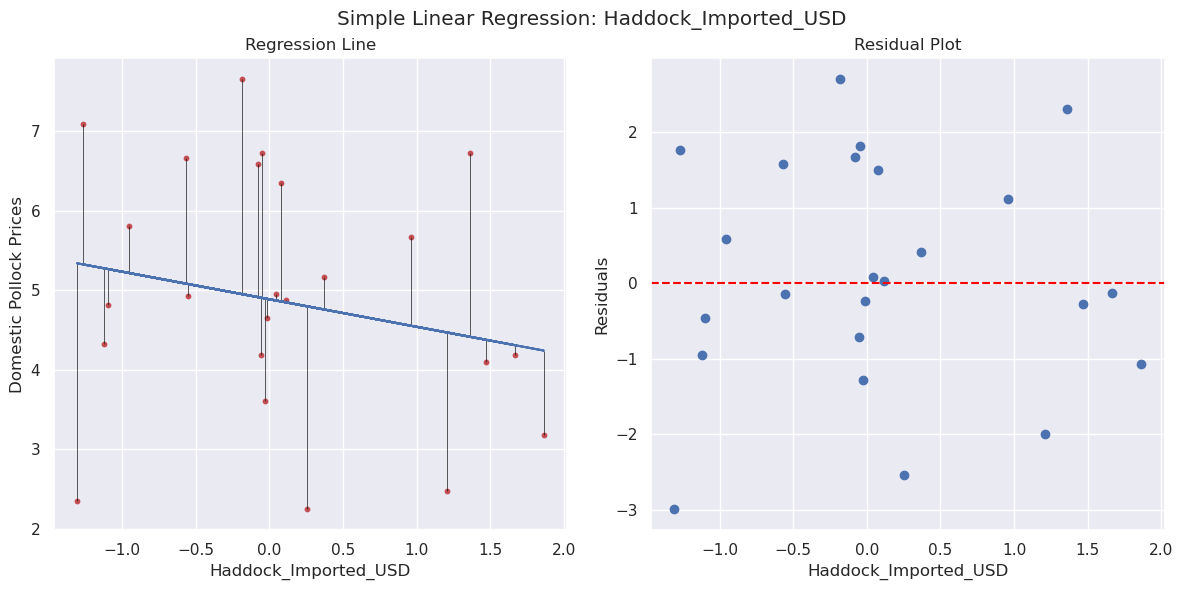 Simple Linear Regression: Haddock_Imported_USD
Regression Line
Domestic Pollock Prices
7
6
5
4
3
2
−1.0 −0.5 0.0 0.5 1.0 1.5 2.0
Haddock_Imported_USD
Residual Plot
Residuals
2
1
0
−1
−2
−3
−1.0 −0.5 0.0 0.5 1.0 1.5 2.0
Haddock_Imported_USD